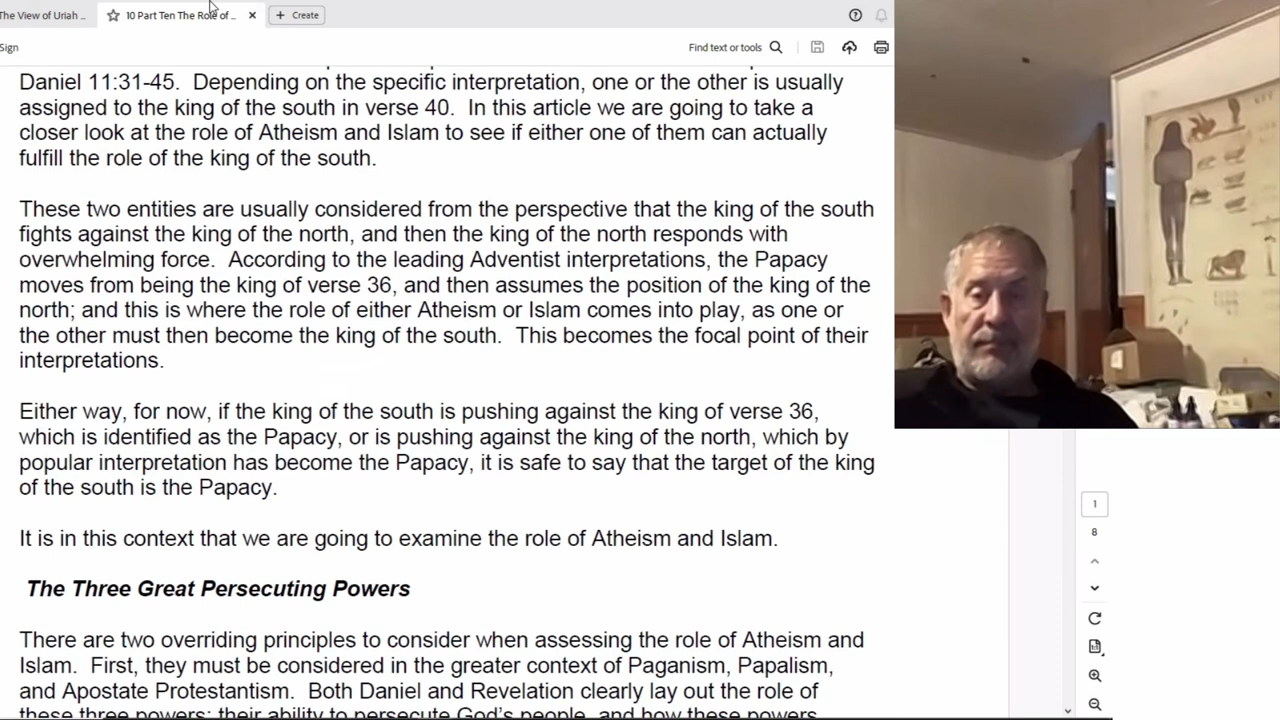 The View of Uriah ...
10 Part Ten The Role of ...
Create
Sign
Find text or tools
Daniel 11:31-45. Depending on the specific interpretation, one or the other is usually
assigned to the king of the south in verse 40. In this article we are going to take a
closer look at the role of Atheism and Islam to see if either one of them can actually
fulfill the role of the king of the south.
These two entities are usually considered from the perspective that the king of the south
fights against the king of the north, and then the king of the north responds with
overwhelming force. According to the leading Adventist interpretations, the Papacy
moves from being the king of verse 36, and then assumes the position of the king of the
north; and this is where the role of either Atheism or Islam comes into play, as one or
the other must then become the king of the south. This becomes the focal point of their
interpretations.
Either way, for now, if the king of the south is pushing against the king of verse 36,
which is identified as the Papacy, or is pushing against the king of the north, which by
popular interpretation has become the Papacy, it is safe to say that the target of the king
of the south is the Papacy.
It is in this context that we are going to examine the role of Atheism and Islam.
The Three Great Persecuting Powers
There are two overriding principles to consider when assessing the role of Atheism and
Islam. First, they must be considered in the greater context of Paganism, Papalism,
and Apostate Protestantism. Both Daniel and Revelation clearly lay out the role of
these three powers; their ability to persecute God's people, and how these powers
1
8